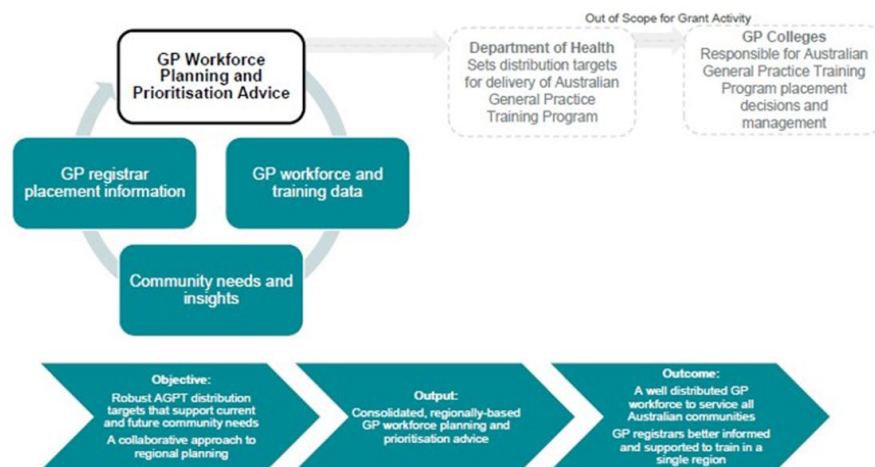 Out of Scope for Grant Activity
GP Workforce
Planning and
Prioritisation Advice
Department of Health
Sets distribution targets
for delivery of Australian
General Practice
Training Program
GP Colleges
Responsible for Australian
General Practice Training
Program placement
decisions and
management
GP registrar
placement information
GP workforce and
training data
Community needs and
insights
Objective:
Robust AGPT distribution
targets that support current
and future community needs
A collaborative approach to
regional planning
Output:
Consolidated, regionally-based
GP workforce planning and
prioritisation advice
Outcome:
A well distributed GP
workforce to service all
Australian communities
GP registrars better informed
and supported to train in a
single region